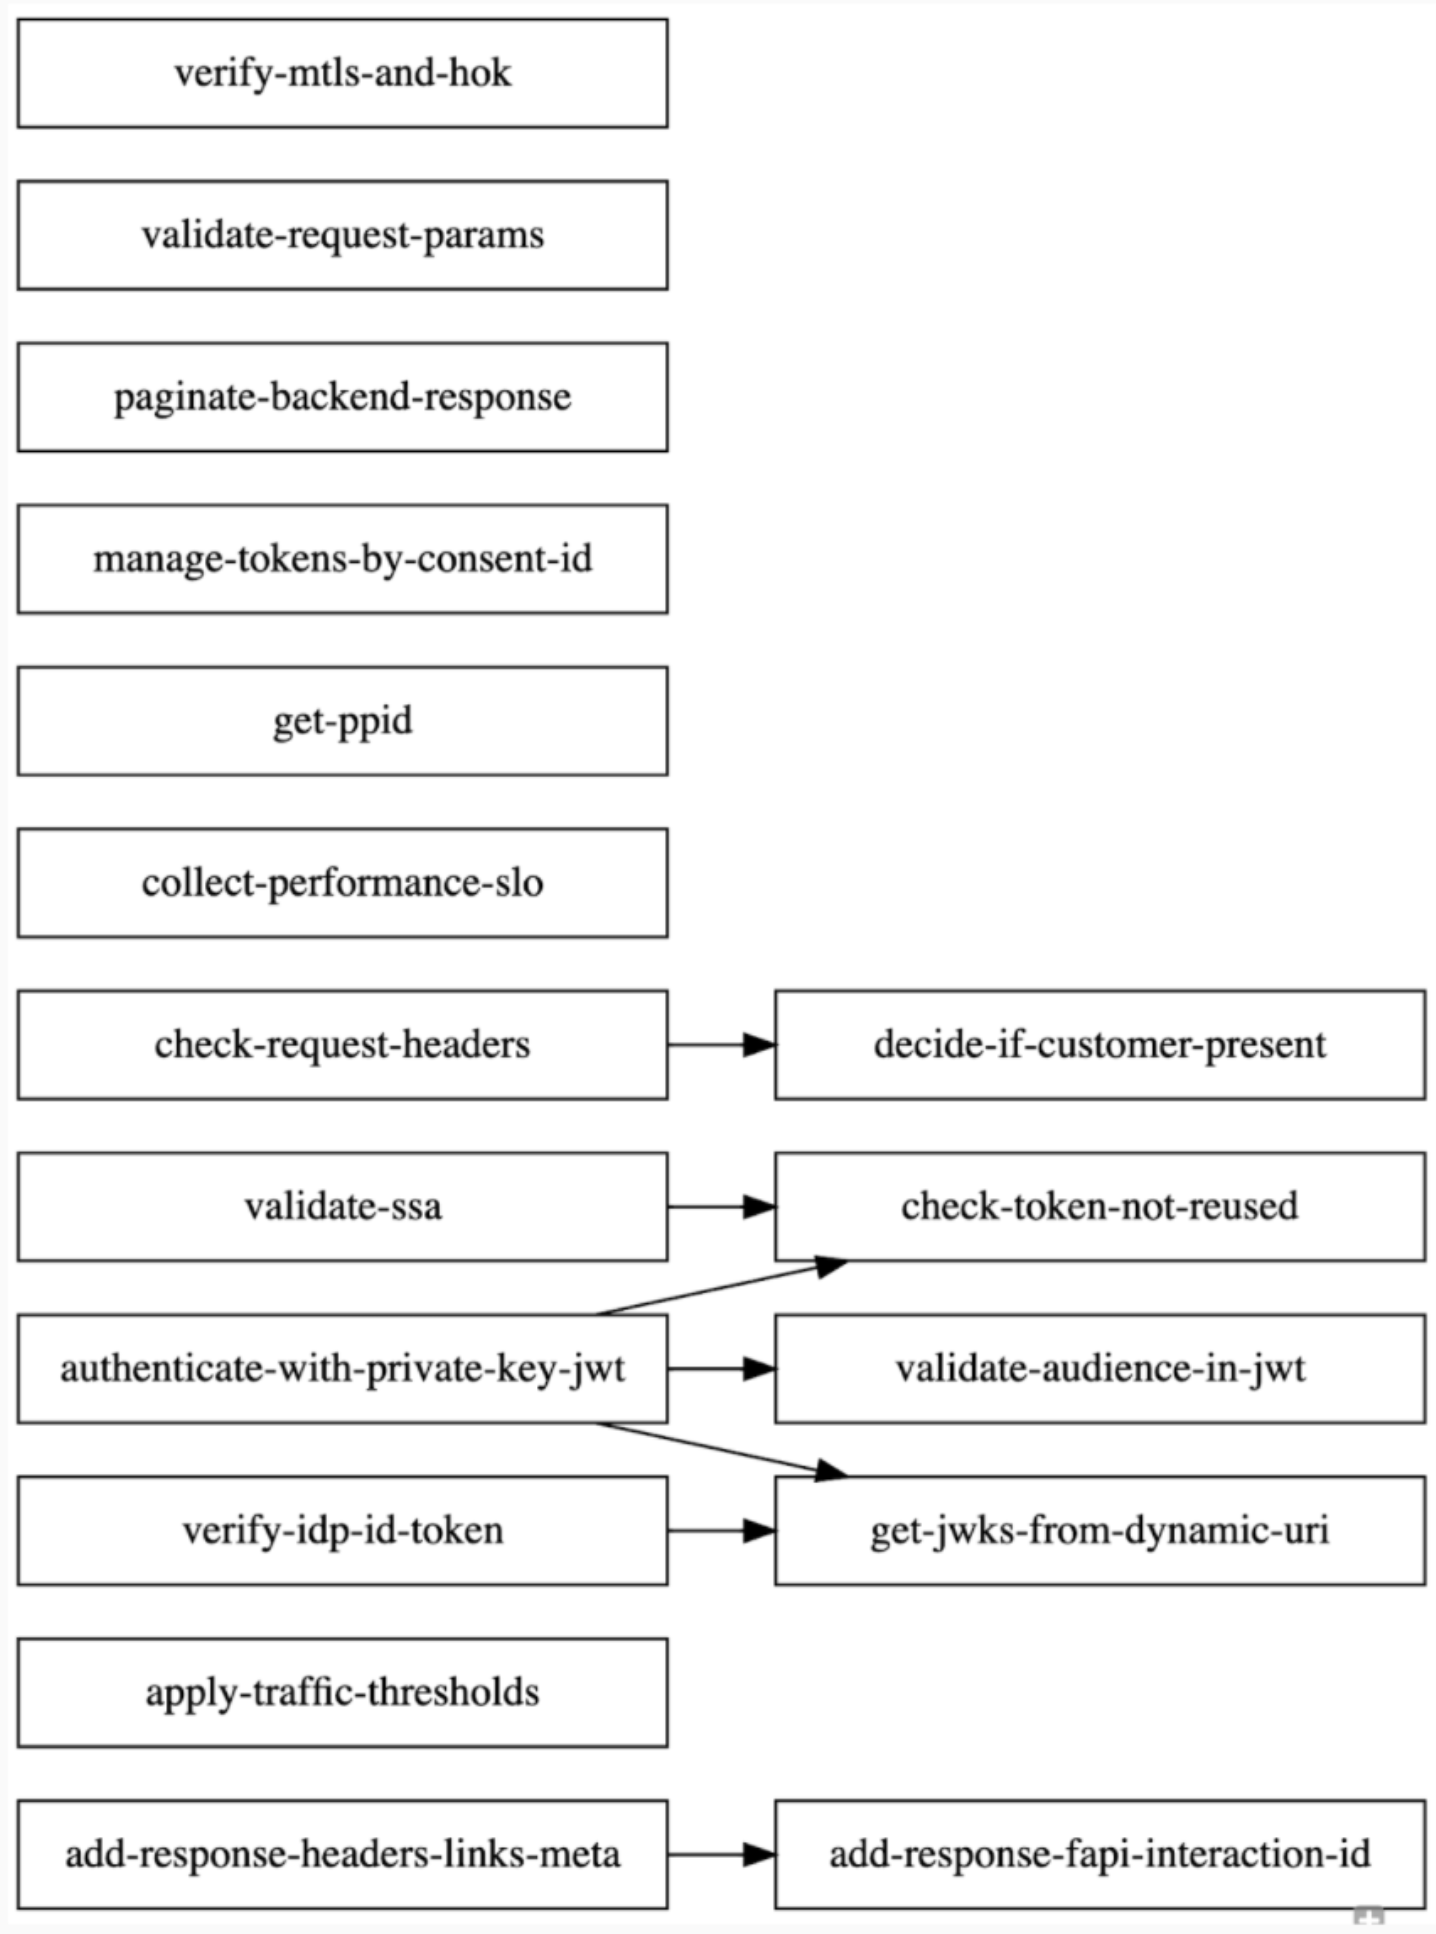 verify-mtls-and-hok
validate-request-params
paginate-backend-response
manage-tokens-by-consent-id
get-ppid
collect-performance-slo
check-request-headers
decide-if-customer-present
validate-ssa
check-token-not-reused
authenticate-with-private-key-jwt
validate-audience-in-jwt
verify-idp-id-token
get-jwks-from-dynamic-uri
apply-traffic-thresholds
add-response-headers-links-meta
add-response-fapi-interaction-id